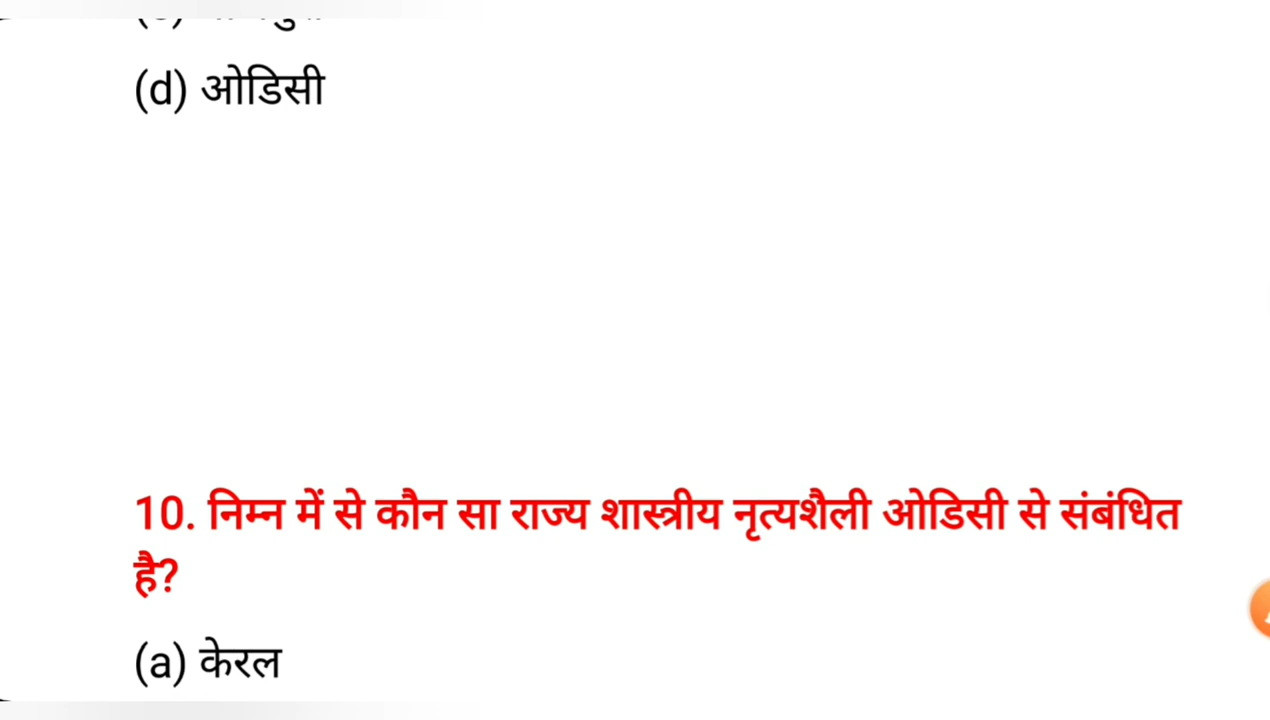 (d) ओडिसी
10. निम्न में से कौन सा राज्य शास्त्रीय नृत्यशैली ओडिसी से संबंधित
है?
(a) केरल